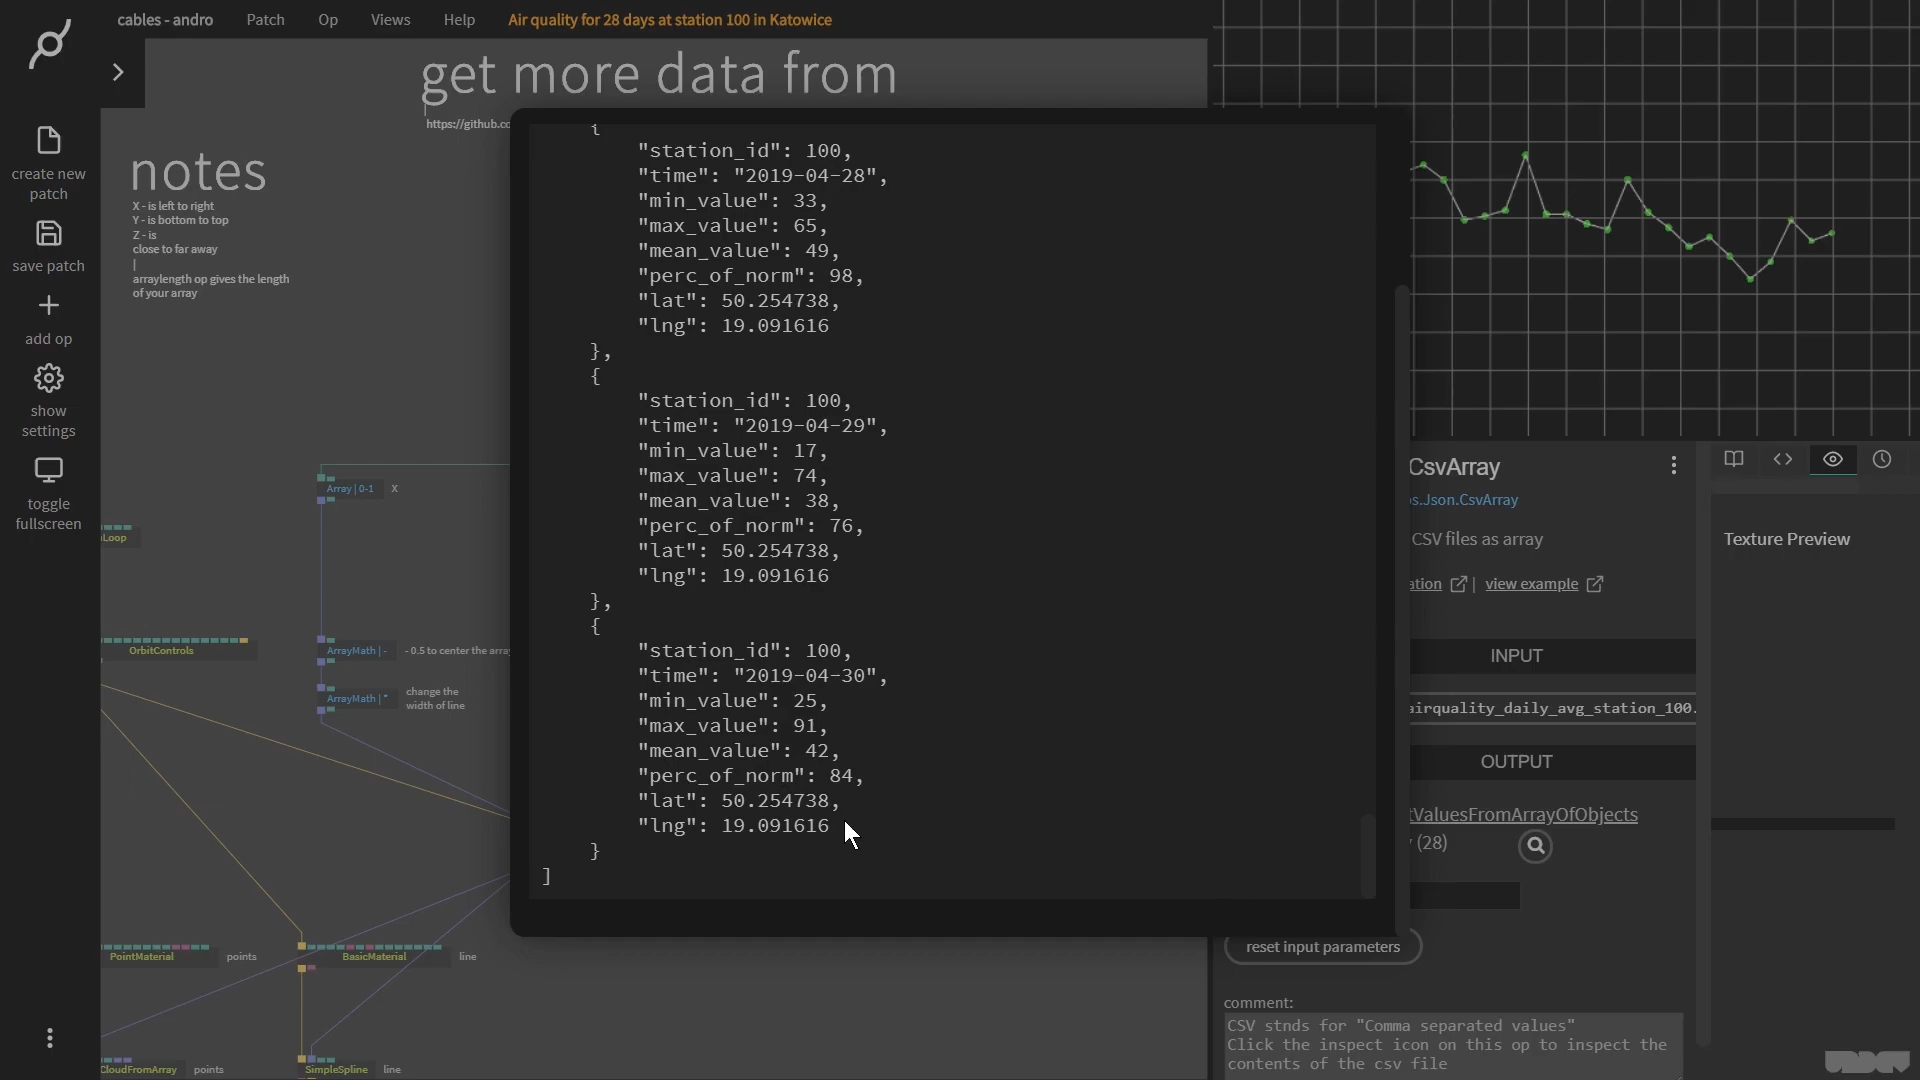 cables - andro
Patch
Op
Views
Help
Air quality for 28 days at station 100 in Katowice
create new
patch
save patch
add op
show
settings
toggle
fullscreen
get more data from
https://github.co
notes
X - is left to right
Y - is bottom to top
Z - is
close to far away
|
arraylength op gives the length
of your array
Array | 0-1
X
OrbitControls
ArrayMath | -
- 0.5 to center the array
ArrayMath | *
change the
width of line
PointMaterial
points
BasicMaterial
line
CloudFromArray
points
SimpleSpline
line
{
"station_id": 100,
"time": "2019-04-28",
"min_value": 33,
"max_value": 65,
"mean_value": 49,
"perc_of_norm": 98,
"lat": 50.254738,
"lng": 19.091616
},
{
"station_id": 100,
"time": "2019-04-29",
"min_value": 17,
"max_value": 74,
"mean_value": 38,
"perc_of_norm": 76,
"lat": 50.254738,
"lng": 19.091616
},
{
"station_id": 100,
"time": "2019-04-30",
"min_value": 25,
"max_value": 91,
"mean_value": 42,
"perc_of_norm": 84,
"lat": 50.254738,
"lng": 19.091616
}
]
CsvArray
s.Json.CsvArray
CSV files as array
ation | view example
INPUT
airquality_daily_avg_station_100.
OUTPUT
tValuesFromArrayOfObjects
(28)
reset input parameters
comment:
CSV stnds for "Comma separated values"
Click the inspect icon on this op to inspect the
contents of the csv file
Texture Preview